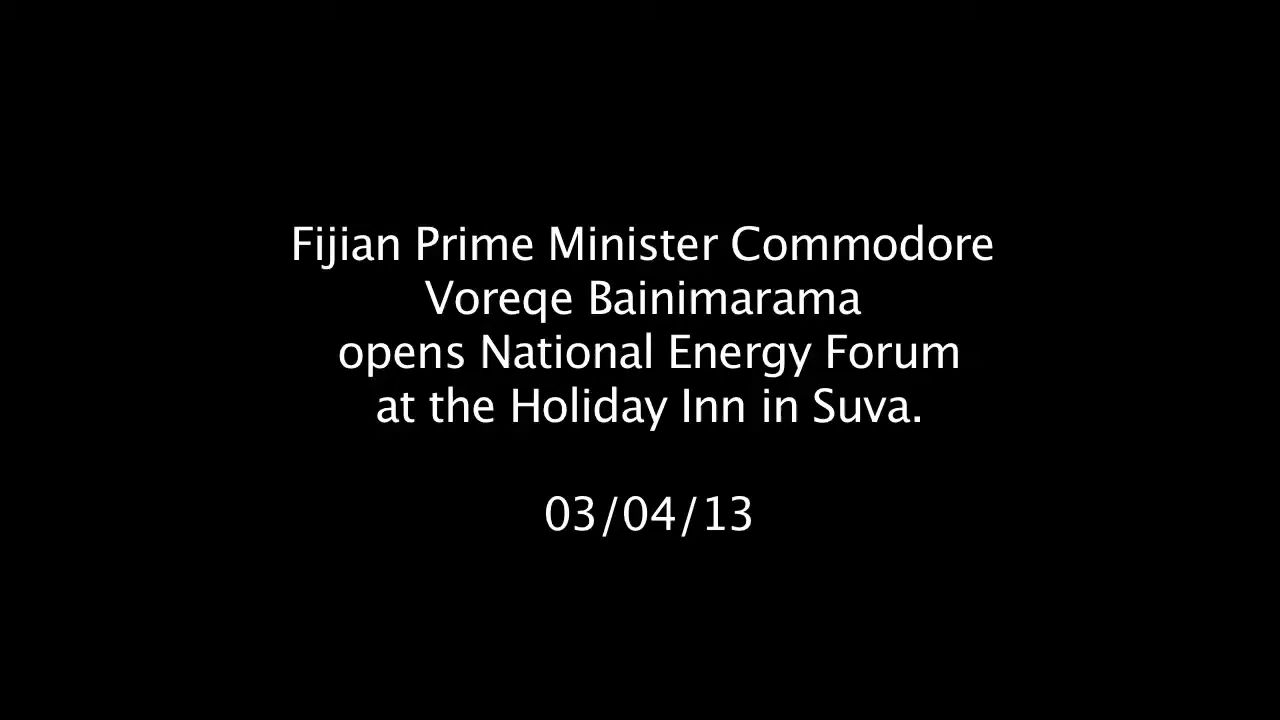 Fijian Prime Minister Commodore
Voreqe Bainimarama
opens National Energy Forum
at the Holiday Inn in Suva.
03/04/13